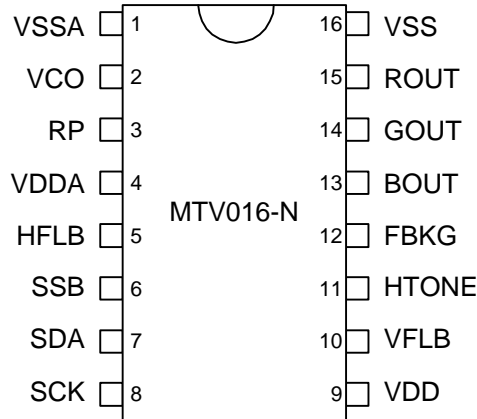 VSSA 1 16 VSS
VCO 2 15 ROUT
RP 3 14 GOUT
VDDA 4 13 BOUT
MTV016-N
HFLB 5 12 FBKG
SSB 6 11 HTONE
SDA 7 10 VFLB
SCK 8 9 VDD